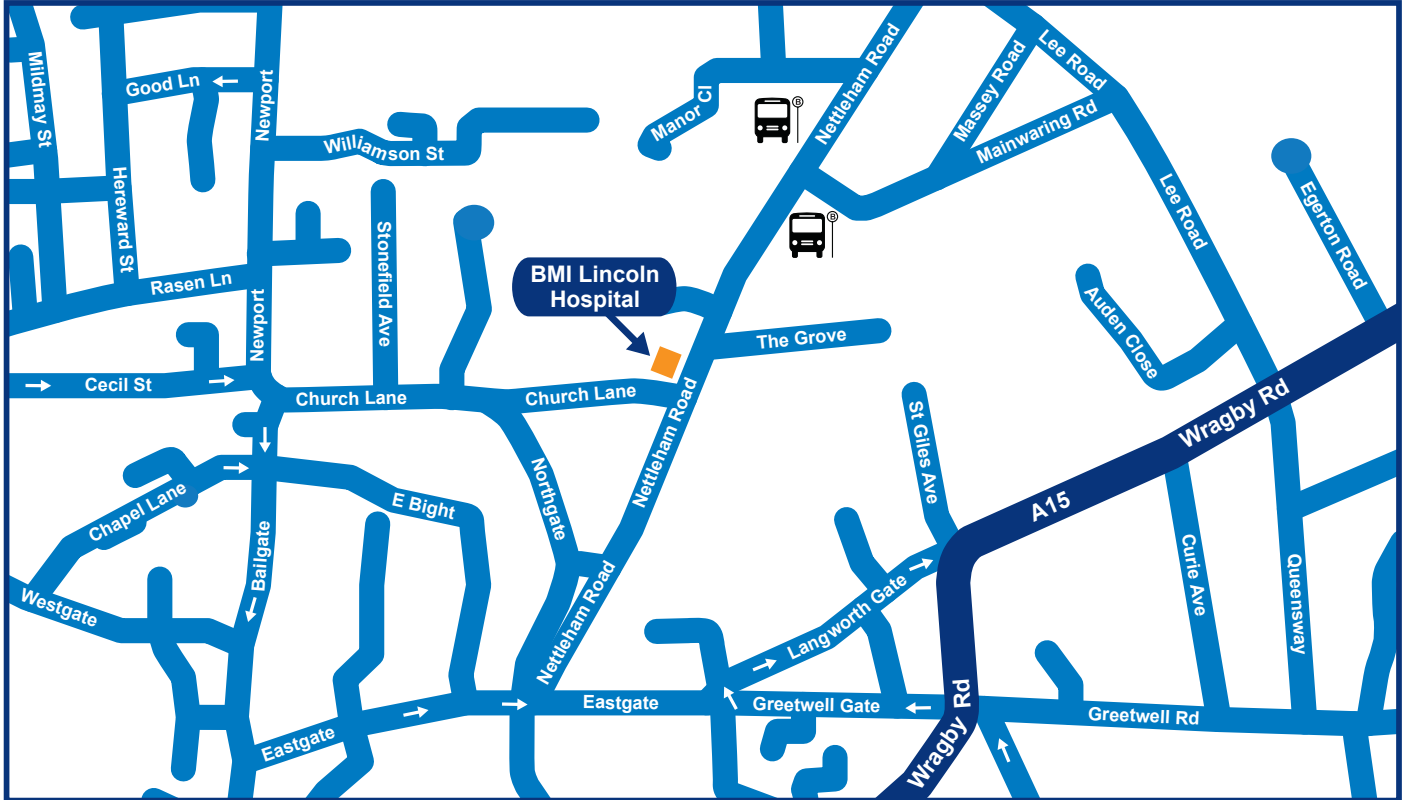 Mildmay St
Good Ln
Newport
Hereward St
Williamson St
Manor Cl
B
Nettleham Road
Massey Road
Lee Road
Mainwaring Rd
Lee Road
Egerton Road
B
Rasen Ln
Newport
Stonefield Ave
BMI Lincoln
Hospital
The Grove
Auden Close
Cecil St
Church Lane
Church Lane
Nettleham Road
St Giles Ave
Wragby Rd
A15
Chapel Lane
E Bight
Northgate
Bailgate
Westgate
Nettleham Road
Langworth Gate
Curie Ave
Queensway
Eastgate
Eastgate
Greetwell Gate
Wragby Rd
Greetwell Rd